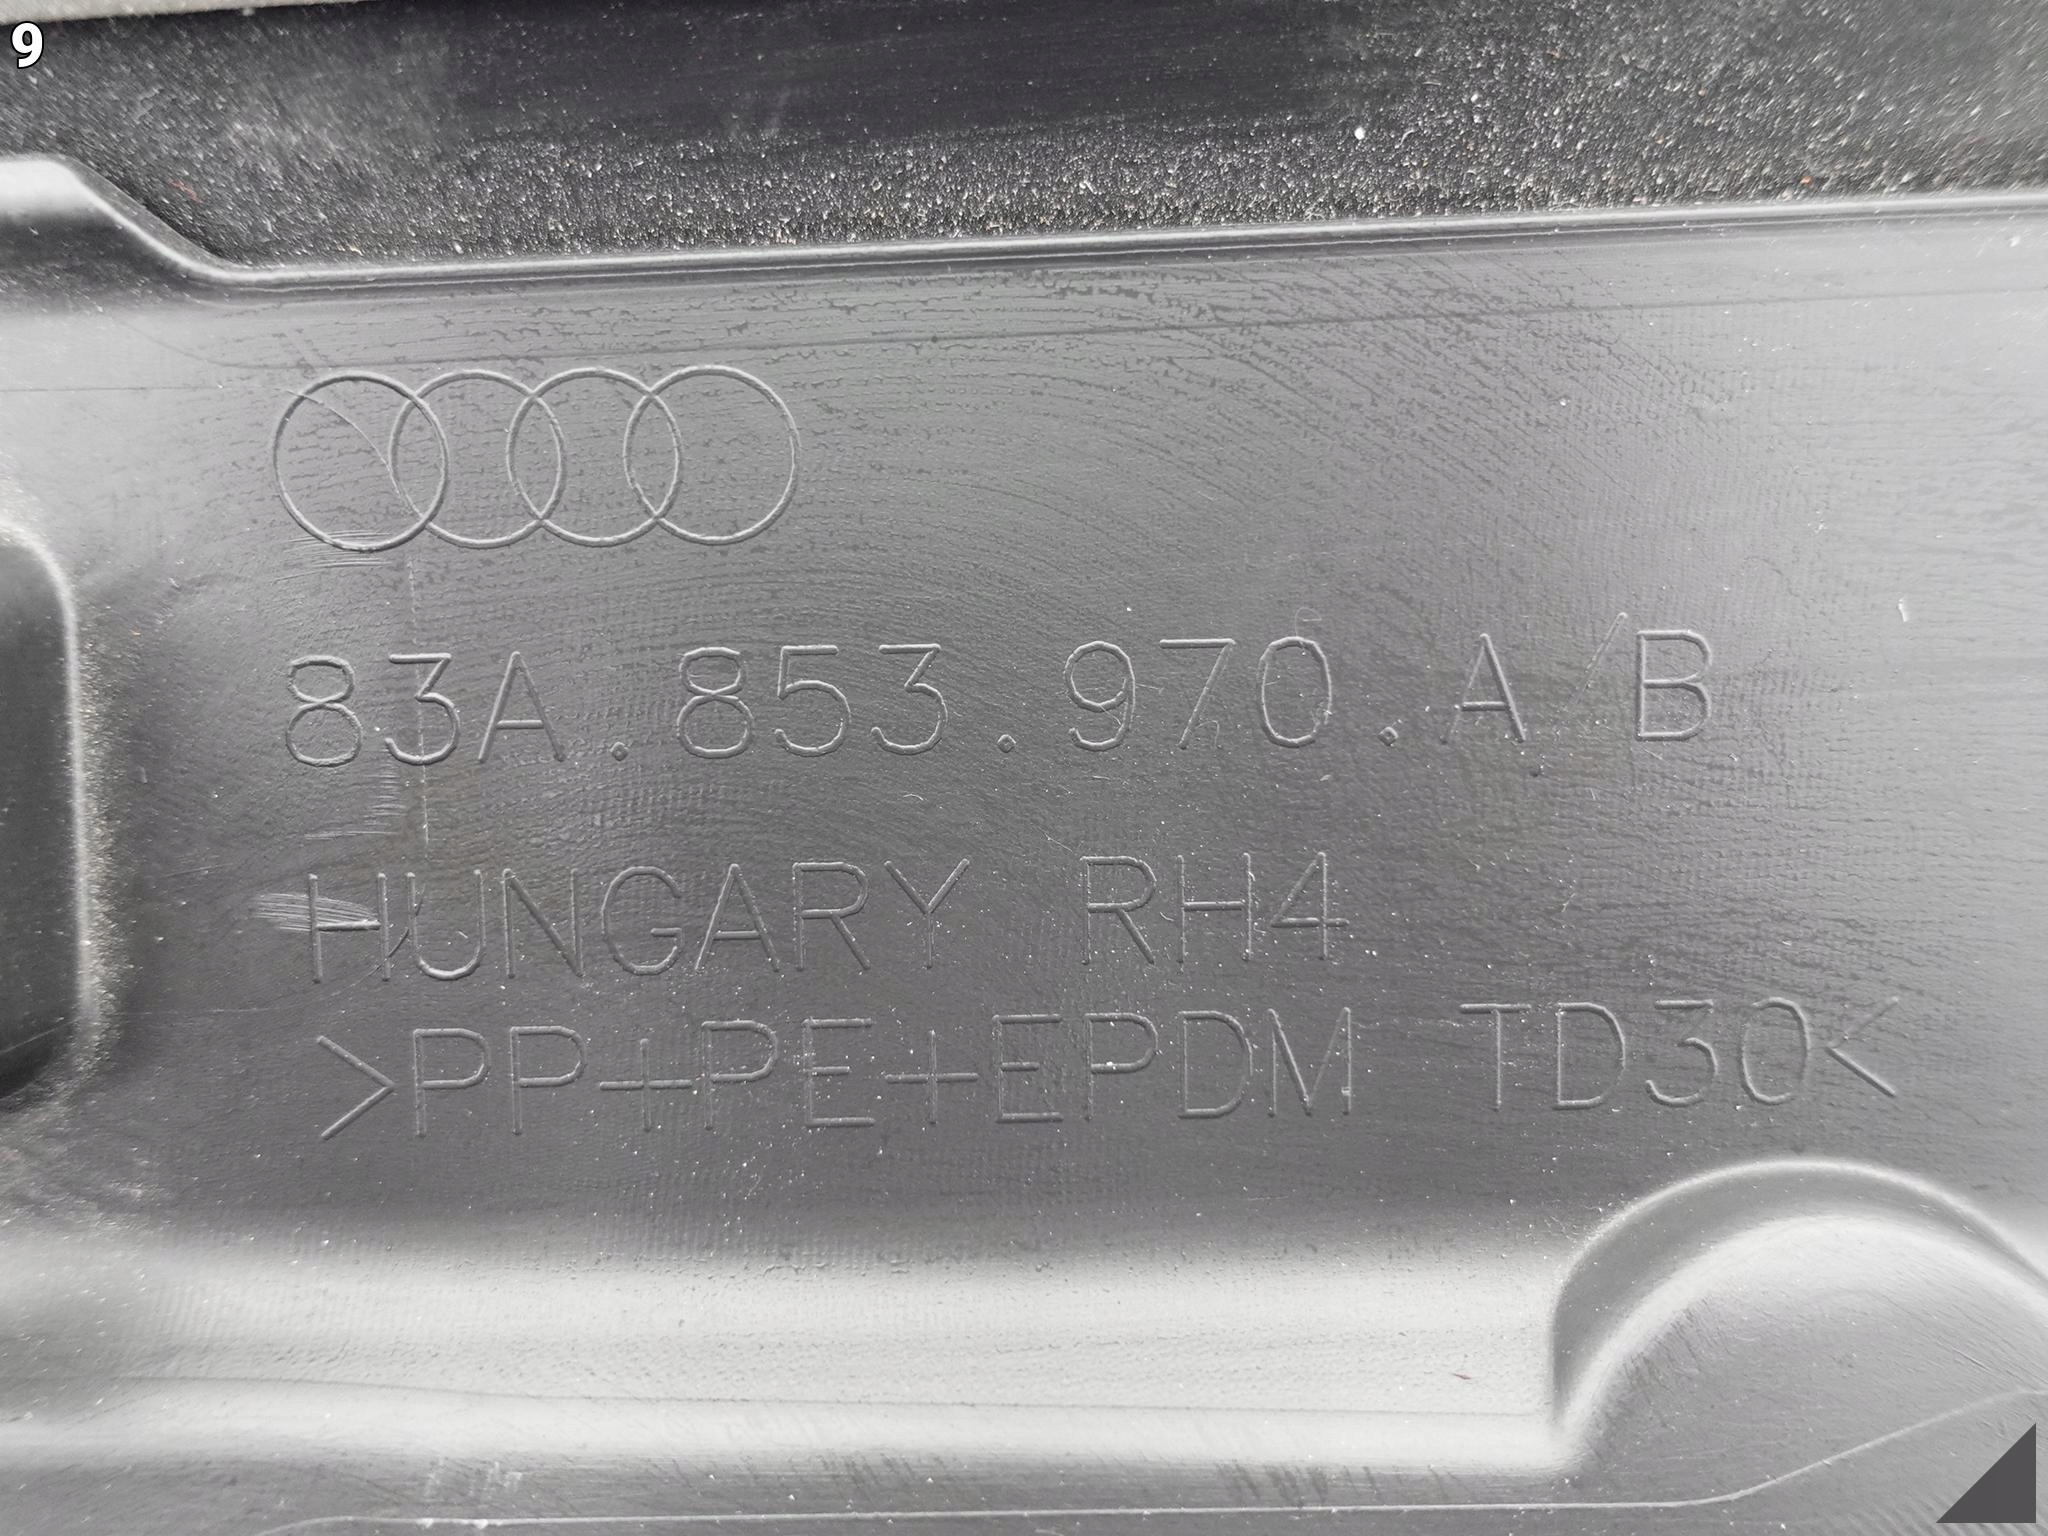 9
83A.853.970.A/B
HUNGARY RH4
>PP+PE+EPDM TD30<